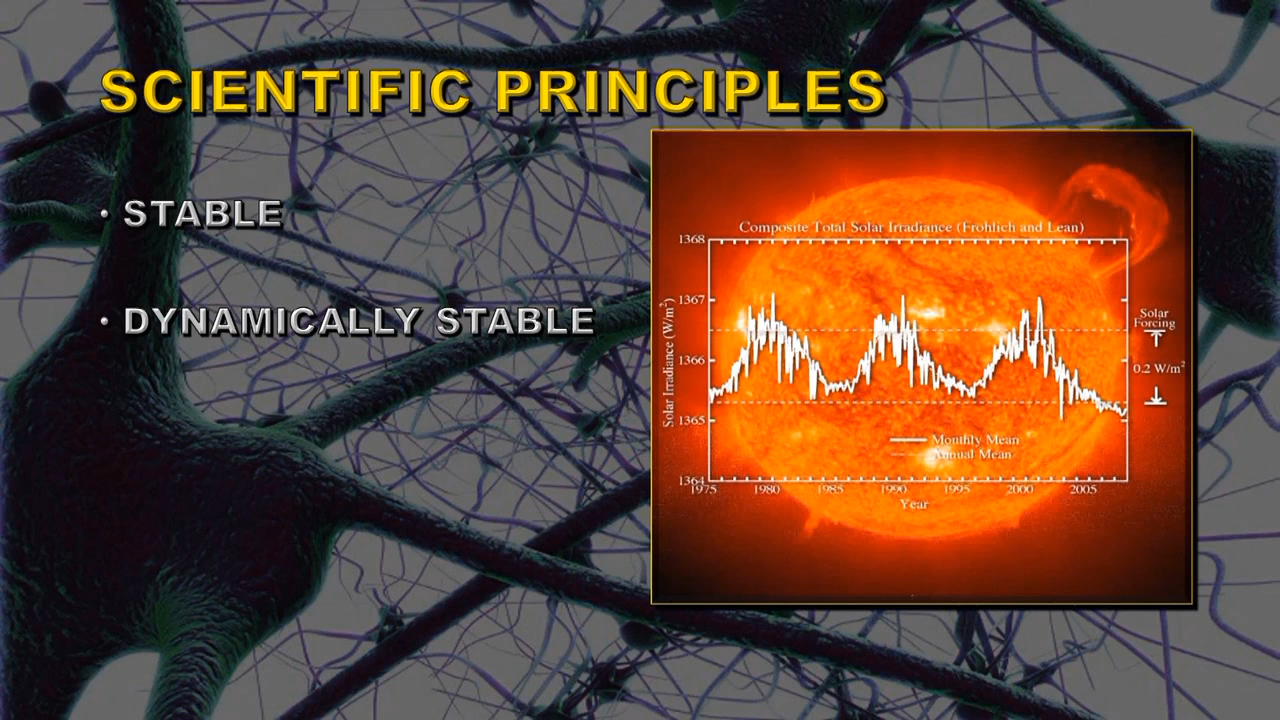 SCIENTIFIC PRINCIPLES
• STABLE
• DYNAMICALLY STABLE
Composite Total Solar Irradiance (Frohlich and Lean)
1368
1367
1366
1365
1364
Solar Irradiance (W/m²)
Solar
Forcing
0.2 W/m²
Monthly Mean
Annual Mean
1975 1980 1985 1990 1995 2000 2005
Year